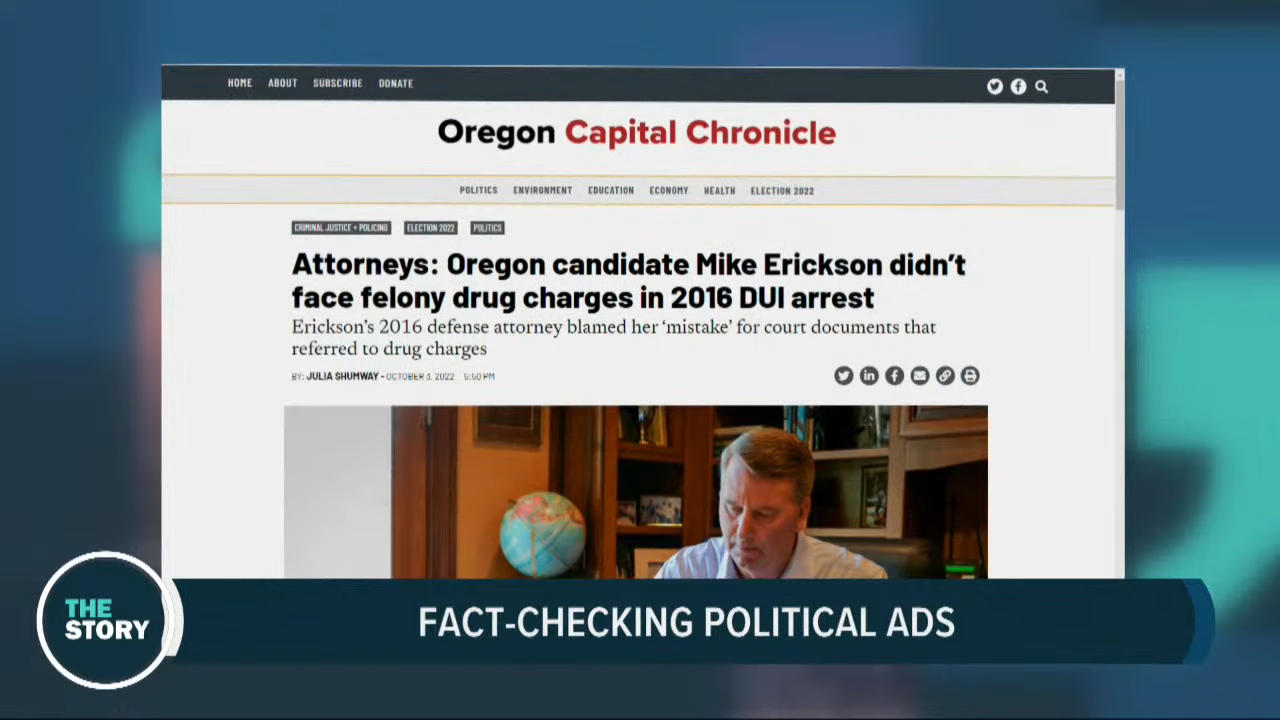 HOME ABOUT SUBSCRIBE DONATE
Oregon Capital Chronicle
POLITICS ENVIRONMENT EDUCATION ECONOMY HEALTH ELECTION 2022
CRIMINAL JUSTICE + POLICING ELECTION 2022 POLITICS
Attorneys: Oregon candidate Mike Erickson didn't
face felony drug charges in 2016 DUI arrest
Erickson's 2016 defense attorney blamed her 'mistake' for court documents that
referred to drug charges
BY: JULIA SHUMWAY - OCTOBER 3, 2022 5:50 PM
THE
STORY
FACT-CHECKING POLITICAL ADS